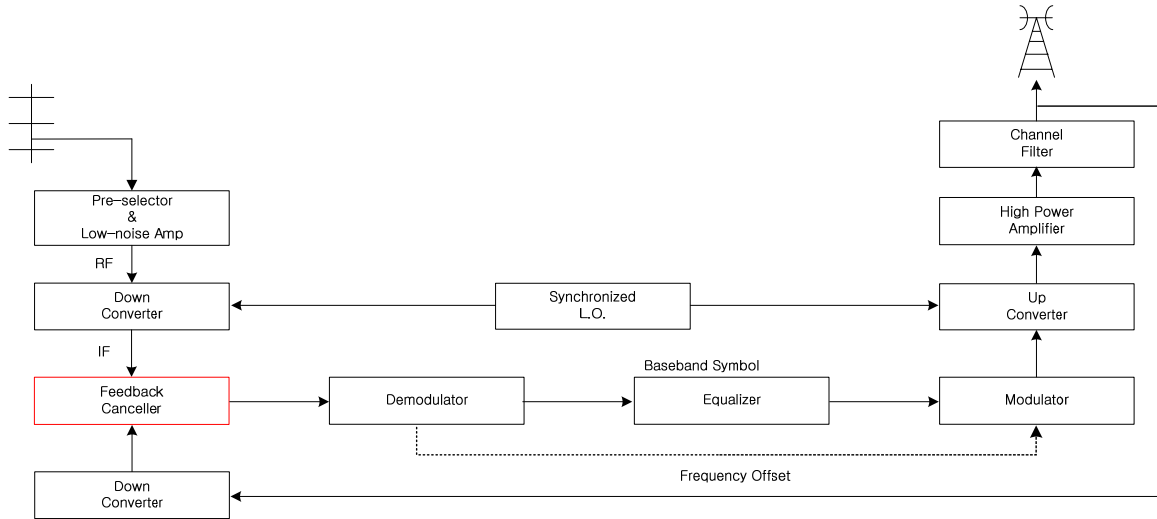 Pre-selector
&
Low-noise Amp
RF
Down
Converter
IF
Feedback
Canceller
Down
Converter
Synchronized
L.O.
Demodulator
Baseband Symbol
Equalizer
Frequency Offset
Channel
Filter
High Power
Amplifier
Up
Converter
Modulator